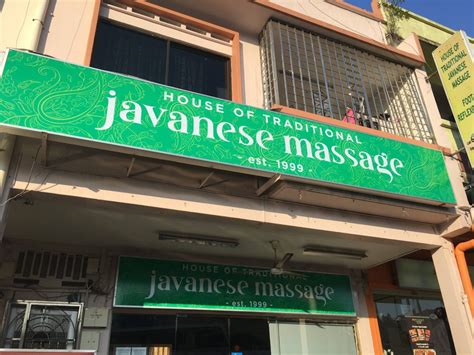 HOUSE OF TRADITIONAL
javanese massage
- est. 1999 -
HOUSE OF
TRADITIONAL
JAVANESE
MASSAGE
FOOT
HOUSE OF TRADITIONAL
javanese massage
- est. 1999 -